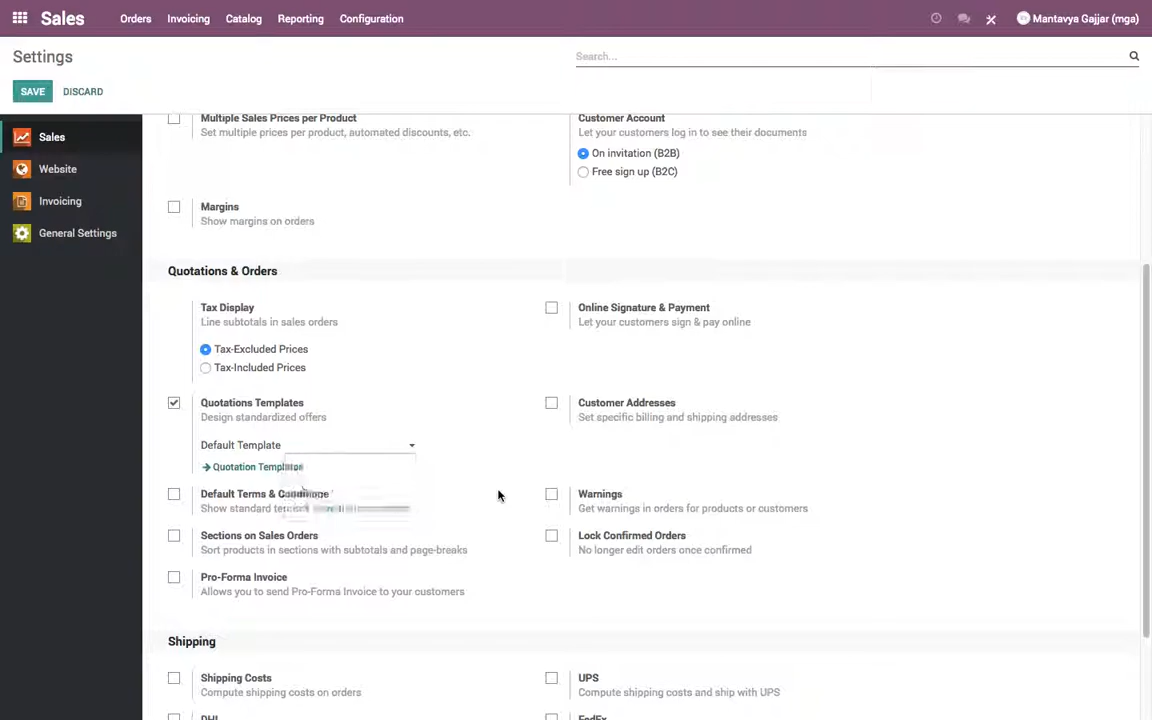 Sales
Orders
Invoicing
Catalog
Reporting
Configuration
Mantavya Gajjar (mga)
Settings
Search...
SAVE
DISCARD
Sales
Website
Invoicing
General Settings
Multiple Sales Prices per Product
Set multiple prices per product, automated discounts, etc.
Customer Account
Let your customers log in to see their documents
On invitation (B2B)
Free sign up (B2C)
Margins
Show margins on orders
Quotations & Orders
Tax Display
Line subtotals in sales orders
Tax-Excluded Prices
Tax-Included Prices
Online Signature & Payment
Let your customers sign & pay online
Quotations Templates
Design standardized offers
Default Template
Quotation Templates
Customer Addresses
Set specific billing and shipping addresses
Default Terms & Conditions
Show standard terms
Warnings
Get warnings in orders for products or customers
Sections on Sales Orders
Sort products in sections with subtotals and page-breaks
Lock Confirmed Orders
No longer edit orders once confirmed
Pro-Forma Invoice
Allows you to send Pro-Forma Invoice to your customers
Shipping
Shipping Costs
Compute shipping costs on orders
UPS
Compute shipping costs and ship with UPS
DHL
FedEx